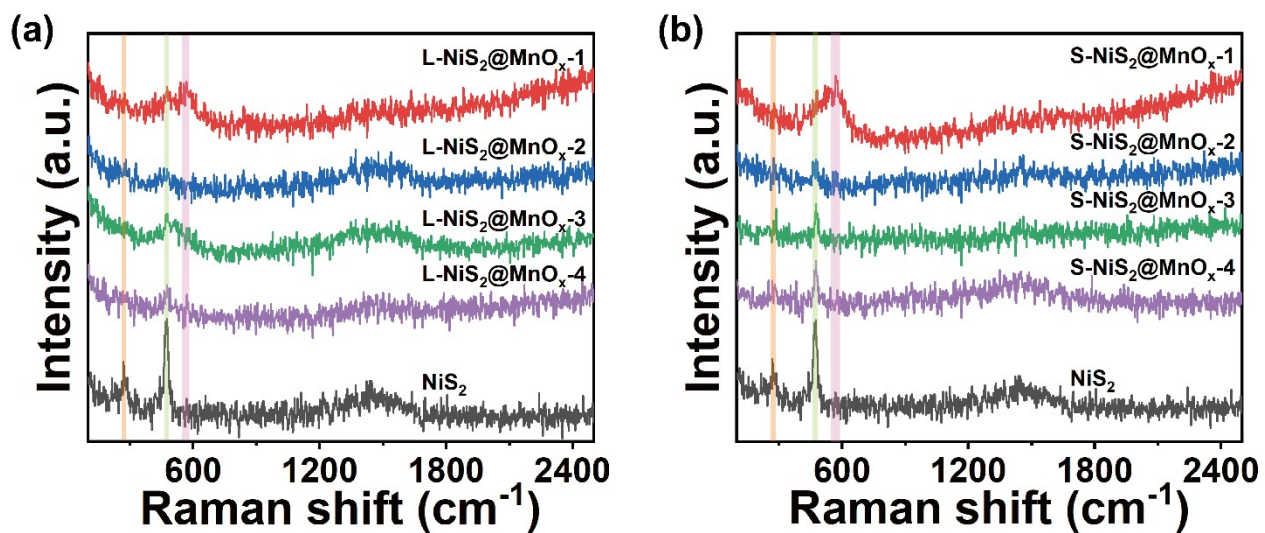 (a)
Intensity (a.u.)
L-NiS₂@MnOₓ-1
L-NiS₂@MnOₓ-2
L-NiS₂@MnOₓ-3
L-NiS₂@MnOₓ-4
NiS₂
600 1200 1800 2400
Raman shift (cm⁻¹)
(b)
Intensity (a.u.)
S-NiS₂@MnOₓ-1
S-NiS₂@MnOₓ-2
S-NiS₂@MnOₓ-3
S-NiS₂@MnOₓ-4
NiS₂
600 1200 1800 2400
Raman shift (cm⁻¹)